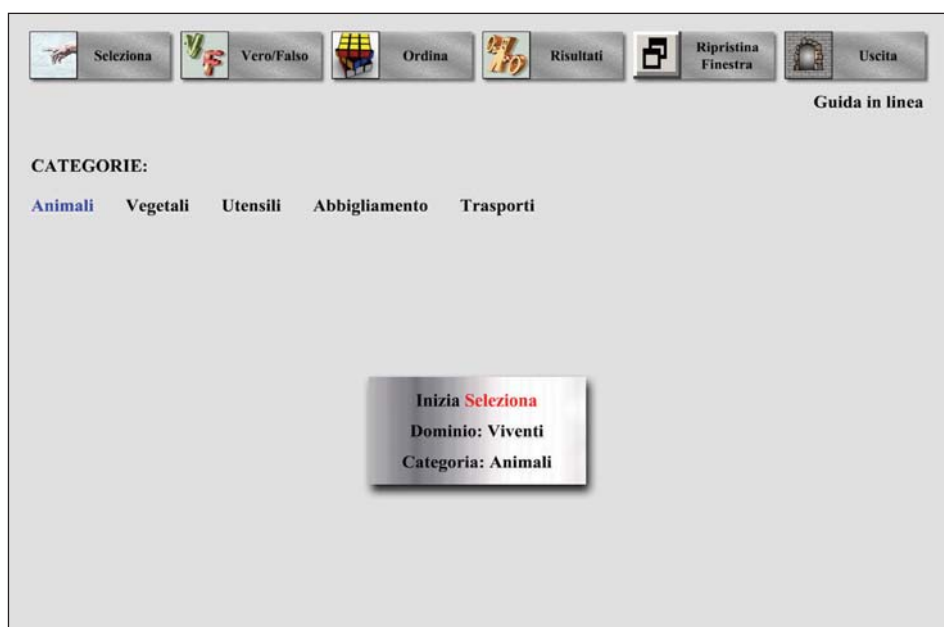 Seleziona
Vero/Falso
Ordina
Risultati
Ripristina
Finestra
Uscita
Guida in linea
CATEGORIE:
Animali Vegetali Utensili Abbigliamento Trasporti
Inizia Seleziona
Dominio: Viventi
Categoria: Animali